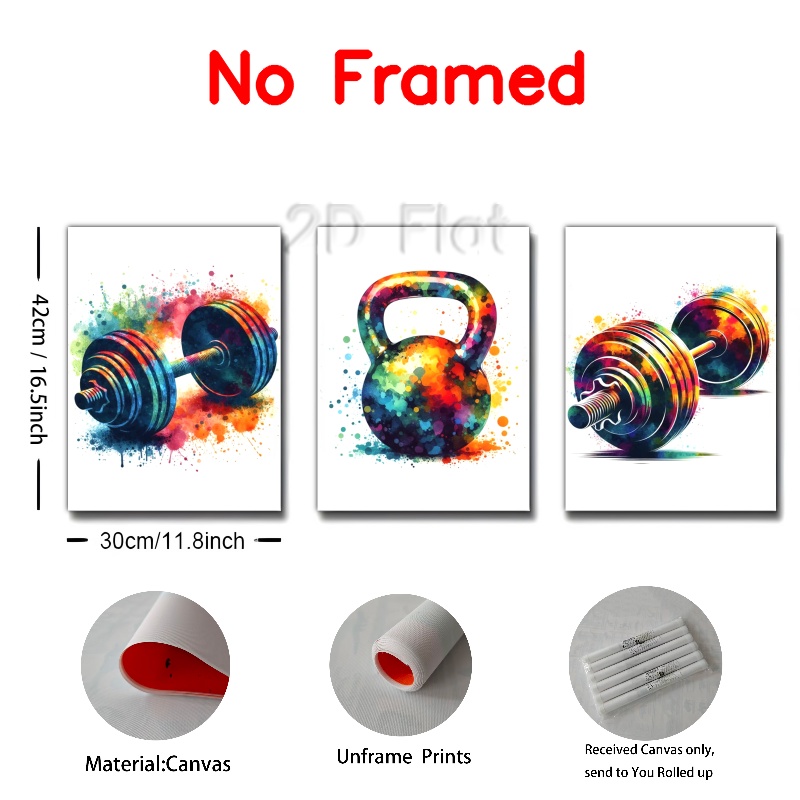 No Framed
2D Flat
42cm / 16.5inch
30cm/11.8inch
Material:Canvas
Unframe Prints
Received Canvas only,
send to You Rolled up